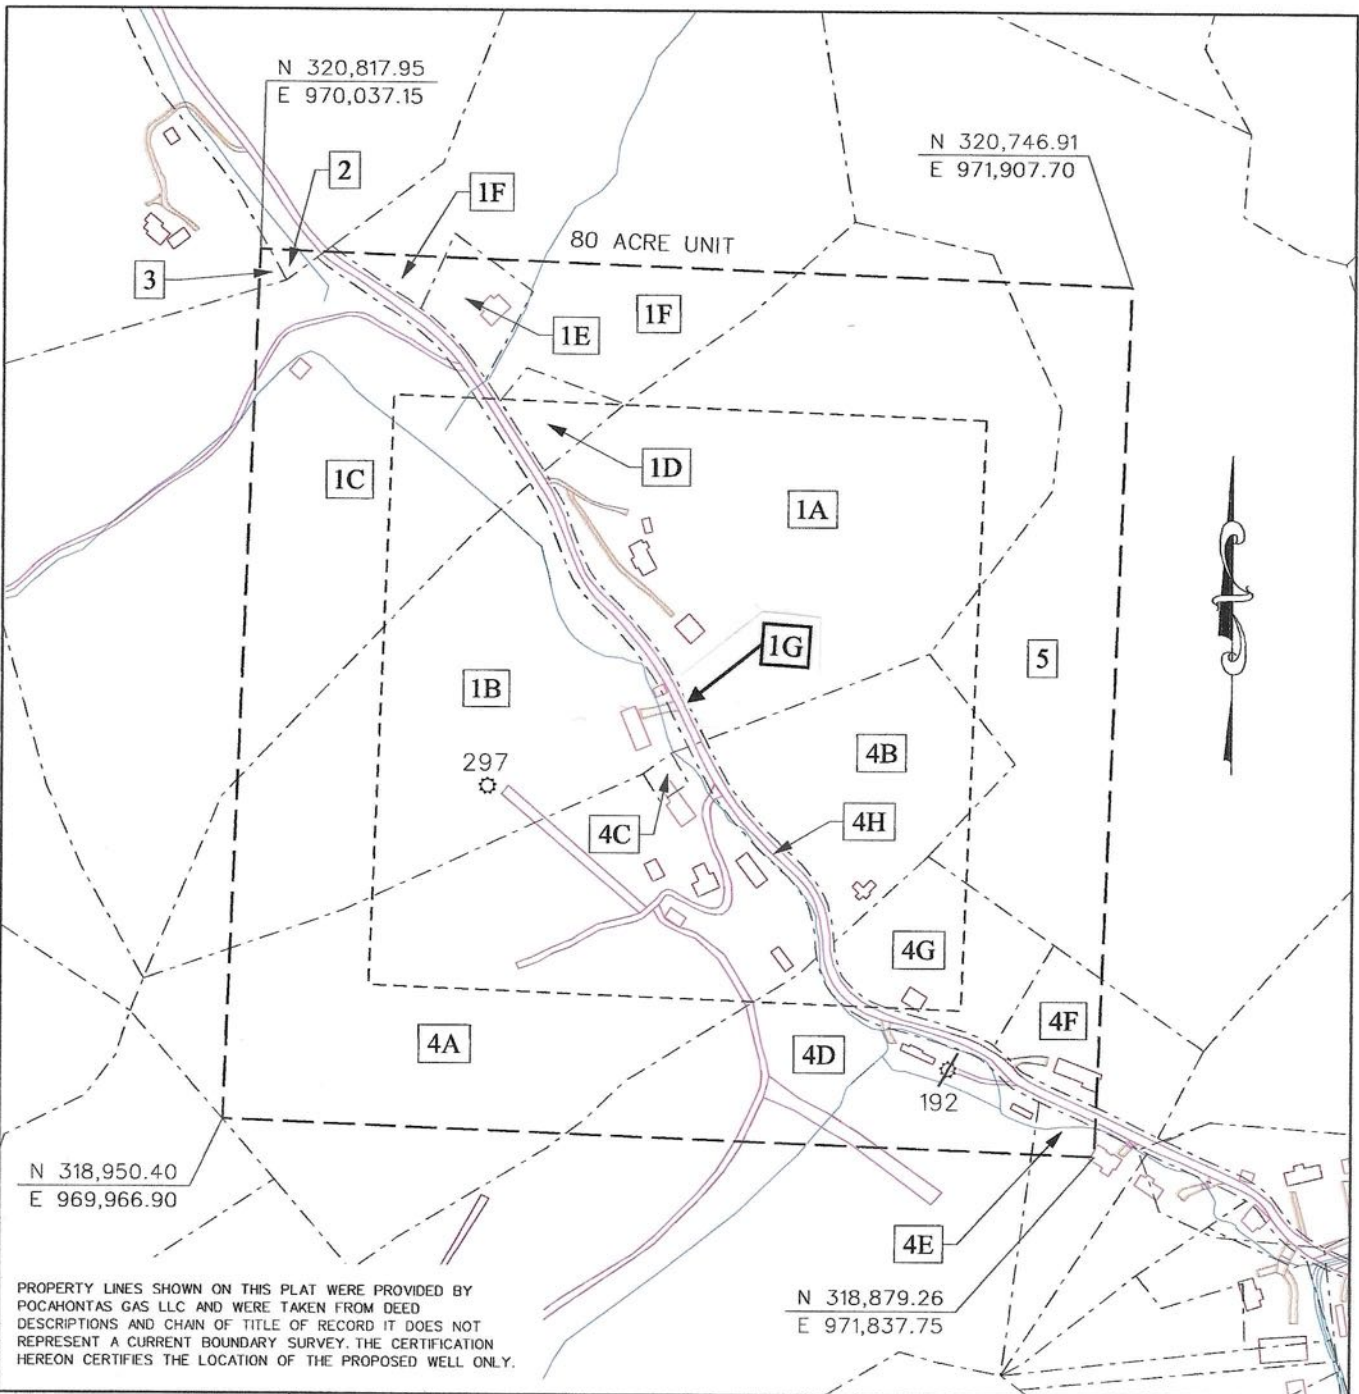 N 320,817.95
E 970,037.15
N 320,746.91
E 971,907.70
2
1F
80 ACRE UNIT
3
1F
1E
1D
1C
1A
1G
5
1B
4B
297
4H
4C
4G
4F
4A
4D
192
N 318,950.40
E 969,966.90
4E
N 318,879.26
E 971,837.75
PROPERTY LINES SHOWN ON THIS PLAT WERE PROVIDED BY
POCAHONTAS GAS LLC AND WERE TAKEN FROM DEED
DESCRIPTIONS AND CHAIN OF TITLE OF RECORD IT DOES NOT
REPRESENT A CURRENT BOUNDARY SURVEY. THE CERTIFICATION
HEREON CERTIFIES THE LOCATION OF THE PROPOSED WELL ONLY.